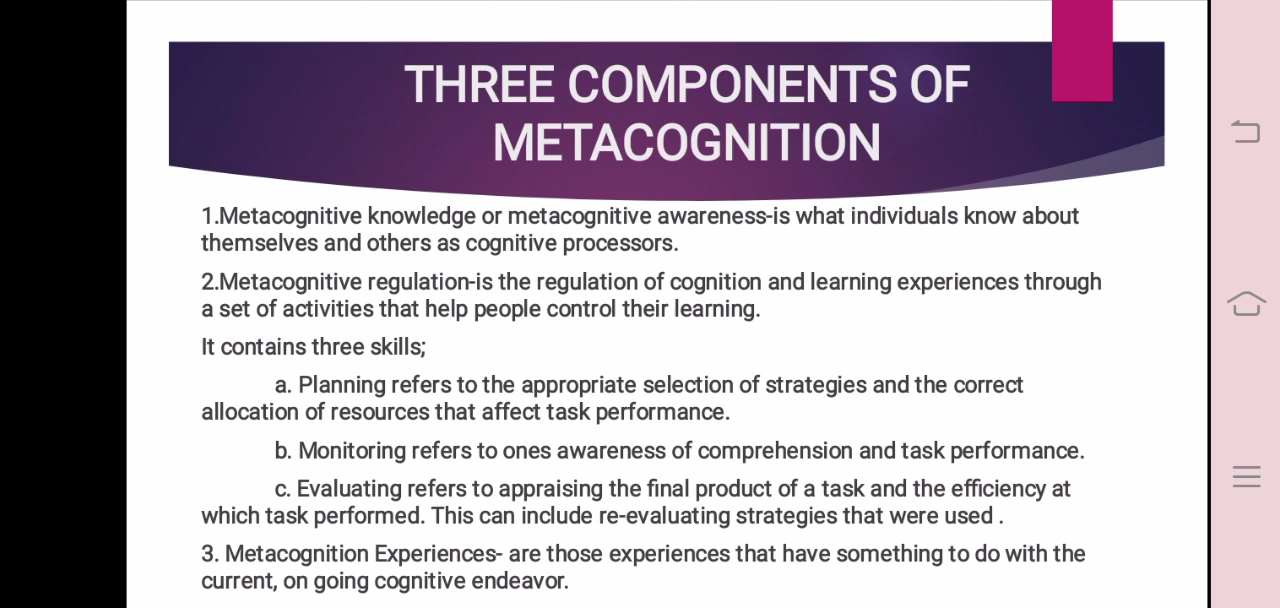 THREE COMPONENTS OF
METACOGNITION
1.Metacognitive knowledge or metacognitive awareness-is what individuals know about
themselves and others as cognitive processors.
2.Metacognitive regulation-is the regulation of cognition and learning experiences through
a set of activities that help people control their learning.
It contains three skills;
a. Planning refers to the appropriate selection of strategies and the correct
allocation of resources that affect task performance.
b. Monitoring refers to ones awareness of comprehension and task performance.
c. Evaluating refers to appraising the final product of a task and the efficiency at
which task performed. This can include re-evaluating strategies that were used .
3. Metacognition Experiences- are those experiences that have something to do with the
current, on going cognitive endeavor.